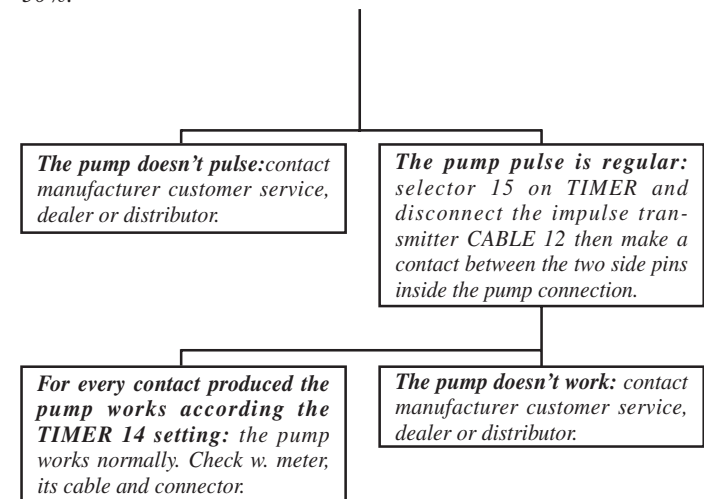 The pump doesn't pulse:contact
manufacturer customer service,
dealer or distributor.
The pump pulse is regular:
selector 15 on TIMER and
disconnect the impulse tran-
smitter CABLE 12 then make a
contact between the two side pins
inside the pump connection.
For every contact produced the
pump works according the
TIMER 14 setting: the pump
works normally. Check w. meter,
its cable and connector.
The pump doesn't work: contact
manufacturer customer service,
dealer or distributor.